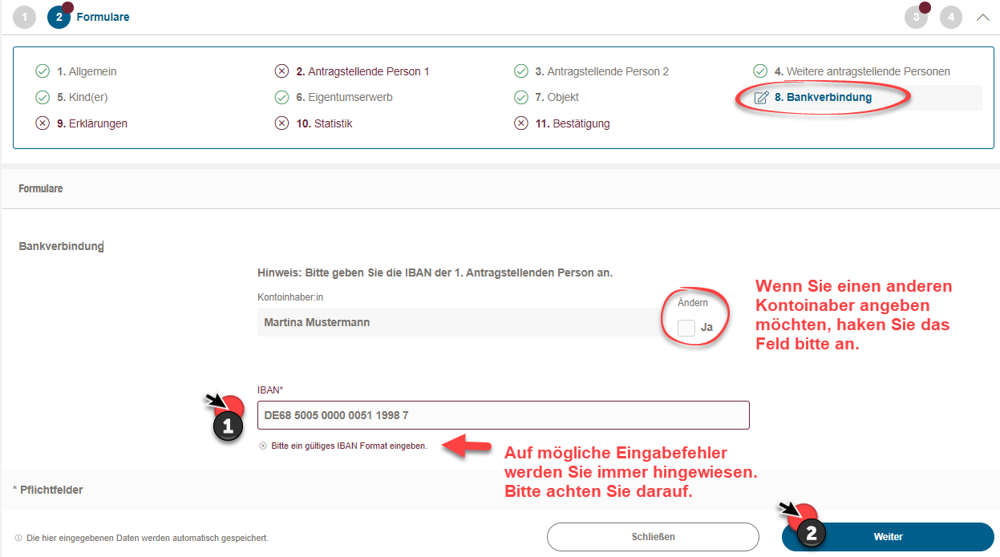 1 2 Formulare 3 4
1. Allgemein 2. Antragstellende Person 1 3. Antragstellende Person 2 4. Weitere antragstellende Personen
5. Kind(er) 6. Eigentumserwerb 7. Objekt 8. Bankverbindung
9. Erklärungen 10. Statistik 11. Bestätigung
Formulare
Bankverbindung
Hinweis: Bitte geben Sie die IBAN der 1. Antragstellenden Person an.
Kontoinhaber:in
Martina Mustermann
Ändern
Ja
Wenn Sie einen anderen
Kontoinaber angeben
möchten, haken Sie das
Feld bitte an.
IBAN*
1
DE68 5005 0000 0051 1998 7
Bitte ein gültiges IBAN Format eingeben.
Auf mögliche Eingabefehler
werden Sie immer hingewiesen.
Bitte achten Sie darauf.
* Pflichtfelder
Die hier eingegebenen Daten werden automatisch gespeichert.
Schließen
2
Weiter